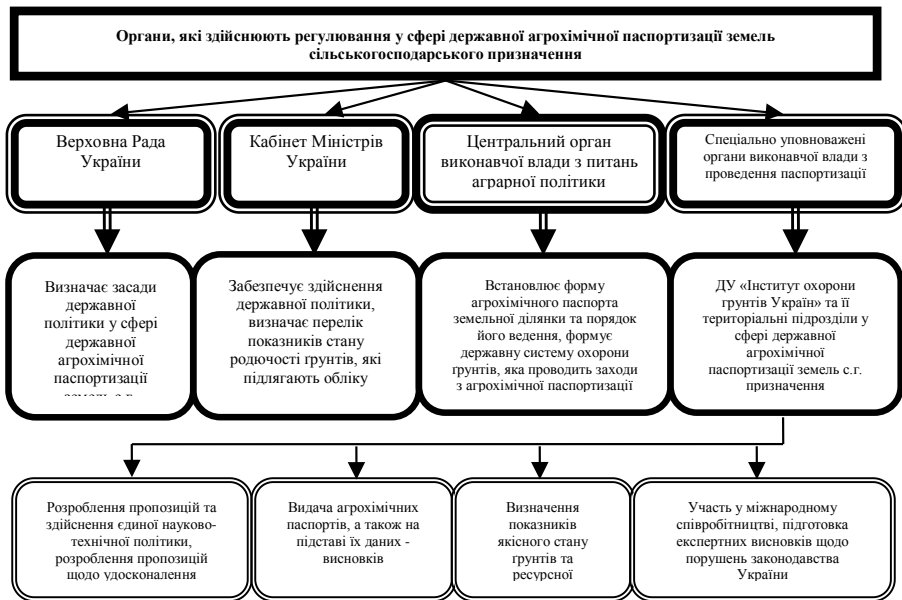 Органи, які здійснюють регулювання у сфері державної агрохімічної паспортизації земель
сільськогосподарського призначення
Верховна Рада
України
Кабінет Міністрів
України
Центральний орган
виконавчої влади з питань
аграрної політики
Спеціально уповноважені
органи виконавчої влади з
проведення паспортизації
Визначає засади
державної
політики у сфері
державної
агрохімічної
паспортизації
земель с.г.
Забезпечує здійснення
державної політики,
визначає перелік
показників стану
родючості ґрунтів, які
підлягають обліку
Встановлює форму
агрохімічного паспорта
земельної ділянки та порядок
його ведення, формує
державну систему охорони
ґрунтів, яка проводить заходи
з агрохімічної паспортизації
ДУ «Інститут охорони
ґрунтів Україн» та її
територіальні підрозділи у
сфері державної
агрохімічної
паспортизації земель с.г.
призначення
Розроблення пропозицій та
здійснення єдиної науково-
технічної політики,
розроблення пропозицій
щодо удосконалення
Видача агрохімічних
паспортів, а також на
підставі їх даних -
висновків
Визначення
показників
якісного стану
ґрунтів та
ресурсної
Участь у міжнародному
співробітництві, підготовка
експертних висновків щодо
порушень законодавства
України